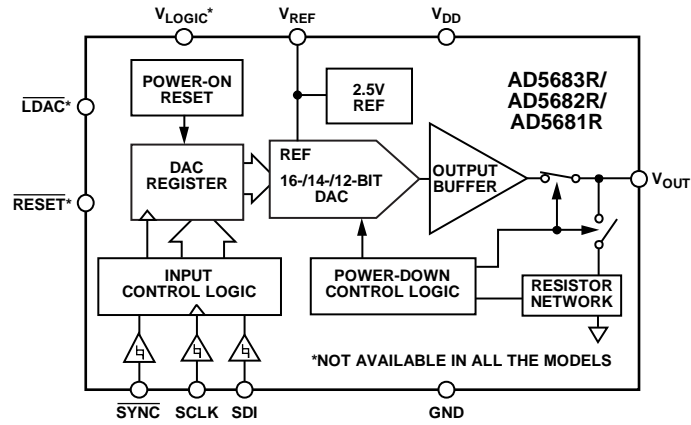 VLOGIC*
VREF
VDD
POWER-ON
RESET
2.5V
REF
AD5683R/
AD5682R/
AD5681R
LDAC*
DAC
REGISTER
REF
16-/14-/12-BIT
DAC
OUTPUT
BUFFER
VOUT
RESET*
INPUT
CONTROL LOGIC
POWER-DOWN
CONTROL LOGIC
RESISTOR
NETWORK
*NOT AVAILABLE IN ALL THE MODELS
SYNC
SCLK
SDI
GND